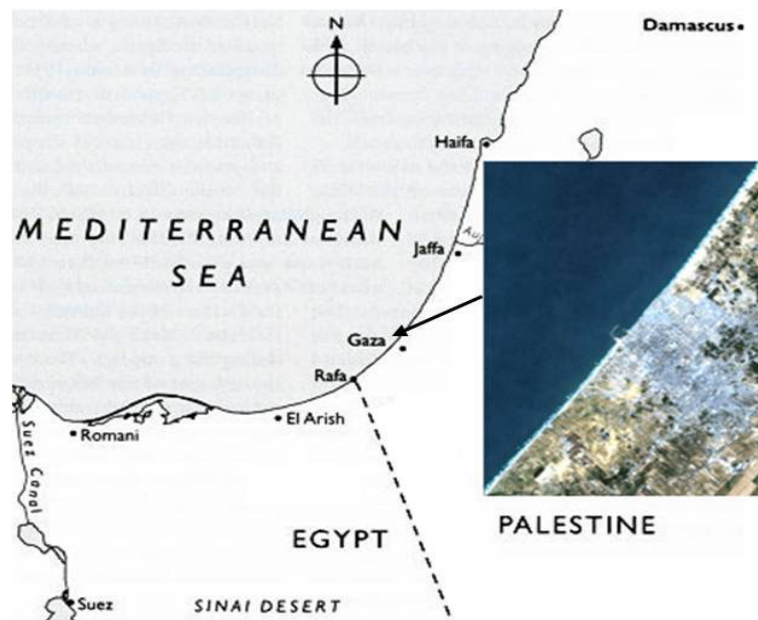 N
Damascus
Haifa
MEDITERRANEAN
SEA
Jaffa
Gaza
Rafa
El Arish
Romani
Suez Canal
PALESTINE
EGYPT
Suez
SINAI DESERT